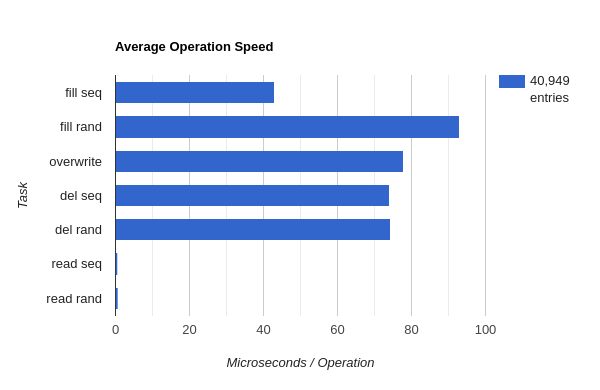 Average Operation Speed
40,949
entries
fill seq
fill rand
overwrite
del seq
del rand
read seq
read rand
Task
0 20 40 60 80 100
Microseconds / Operation